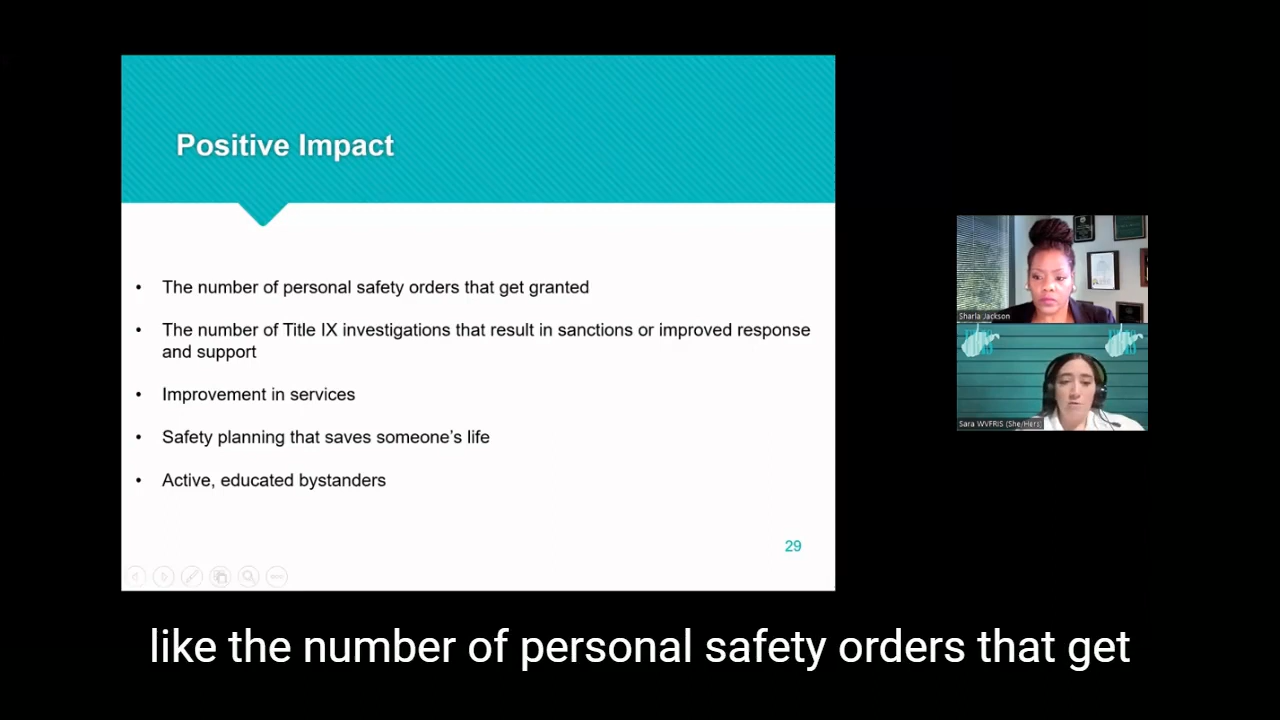 Positive Impact
• The number of personal safety orders that get granted
• The number of Title IX investigations that result in sanctions or improved response
and support
• Improvement in services
• Safety planning that saves someone's life
• Active, educated bystanders
29
Sharla Jackson
Sara WVFRIS (She/Hers)
like the number of personal safety orders that get